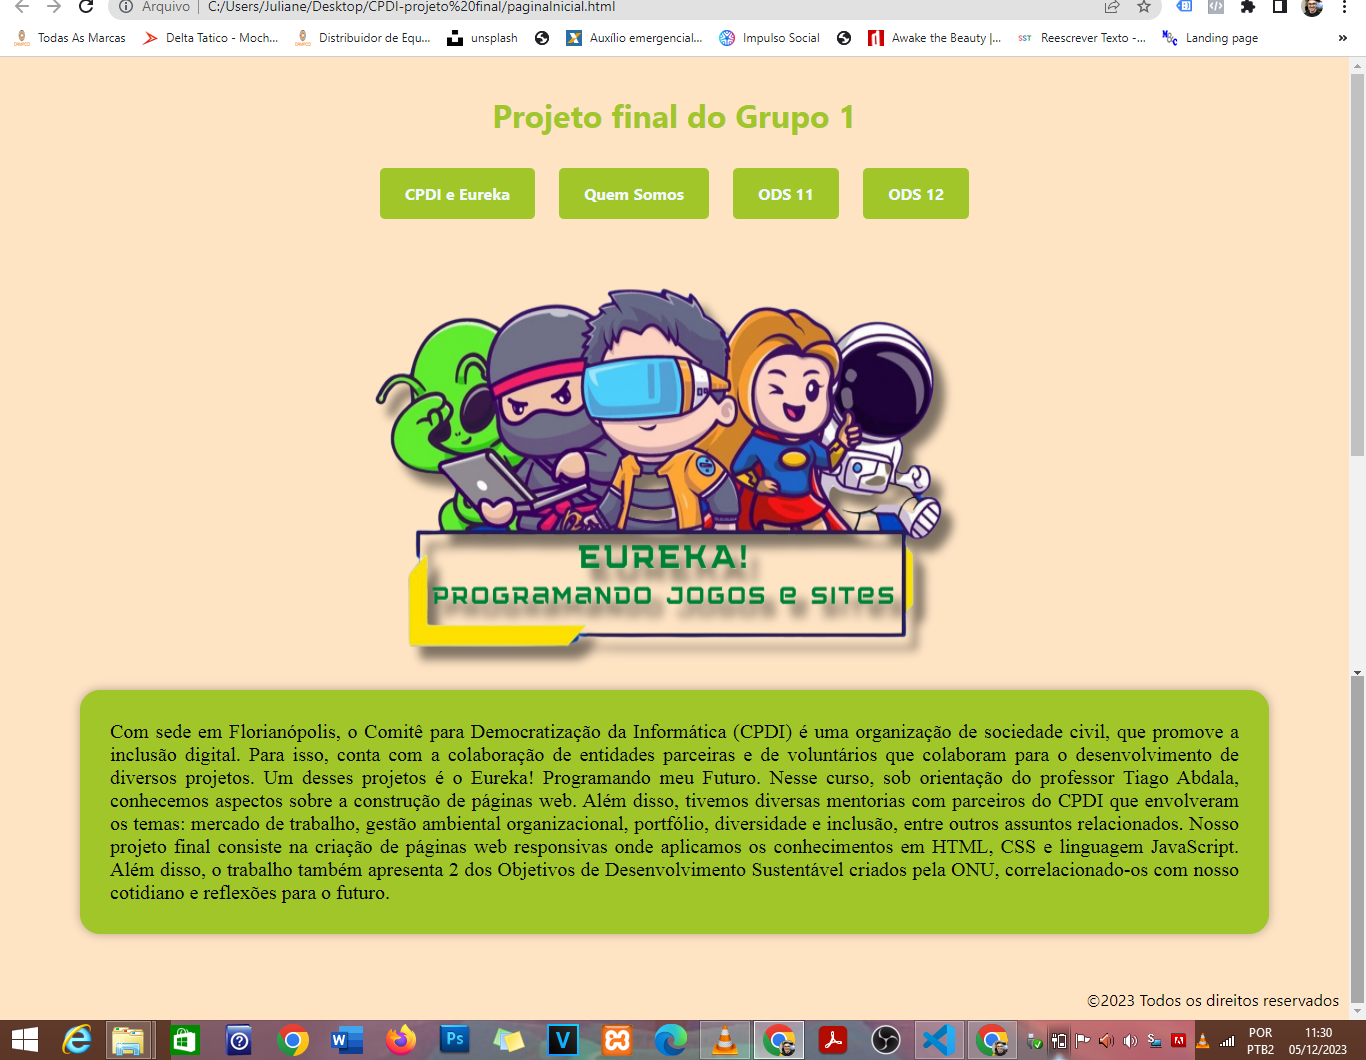 Arquivo | C:/Users/Juliane/Desktop/CPDI-projeto%20final/paginaInicial.html
Todas As Marcas
Delta Tatico - Moch...
Distribuidor de Equ...
unsplash
Auxílio emergencial...
Impulso Social
Awake the Beauty |...
SST Reescrever Texto -...
Landing page
»
Projeto final do Grupo 1
CPDI e Eureka
Quem Somos
ODS 11
ODS 12
EUREKA!
PROGRAMANDO JOGOS E SITES
Com sede em Florianópolis, o Comitê para Democratização da Informática (CPDI) é uma organização de sociedade civil, que promove a
inclusão digital. Para isso, conta com a colaboração de entidades parceiras e de voluntários que colaboram para o desenvolvimento de
diversos projetos. Um desses projetos é o Eureka! Programando meu Futuro. Nesse curso, sob orientação do professor Tiago Abdala,
conhecemos aspectos sobre a construção de páginas web. Além disso, tivemos diversas mentorias com parceiros do CPDI que envolveram
os temas: mercado de trabalho, gestão ambiental organizacional, portfólio, diversidade e inclusão, entre outros assuntos relacionados. Nosso
projeto final consiste na criação de páginas web responsivas onde aplicamos os conhecimentos em HTML, CSS e linguagem JavaScript.
Além disso, o trabalho também apresenta 2 dos Objetivos de Desenvolvimento Sustentável criados pela ONU, correlacionado-os com nosso
cotidiano e reflexões para o futuro.
©2023 Todos os direitos reservados
POR
PTB2
11:30
05/12/2023